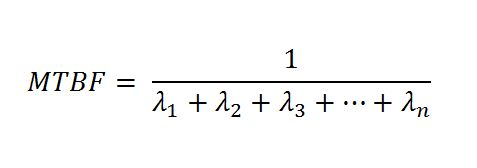 MTBF = 1 / (λ₁ + λ₂ + λ₃ + ⋯ + λₙ)